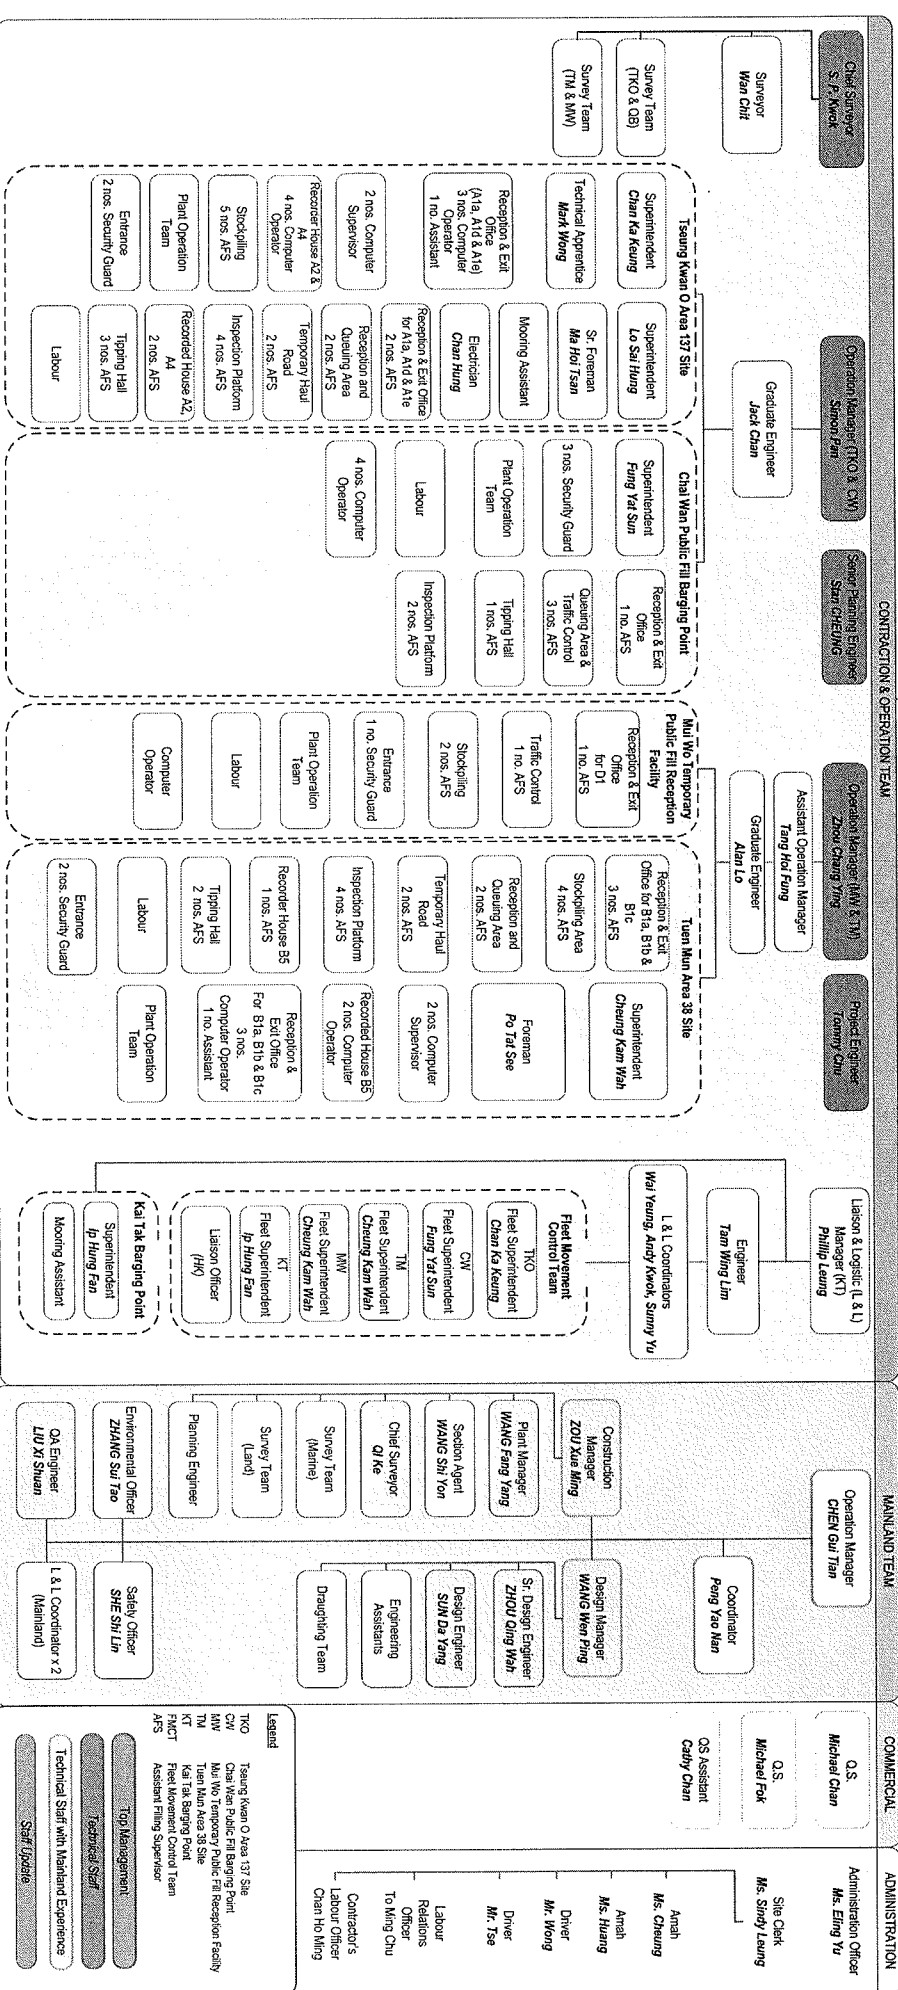 CONTRACTION & OPERATION TEAM
Chief Surveyor
S. P. Kwok
Surveyor
Wan Chit
Survey Team
(TKO & QB)
Survey Team
(TM & MW)
Operation Manager (TKO & CW)
Simon Pan
Senior Planning Engineer
Stan CHEUNG
Graduate Engineer
Jack Chan
Tseung Kwan O Area 137 Site
Superintendent
Chan Ka Keung
Technical Apprentice
Mark Wong
Reception & Exit
Office
(A1a, A1d & A1e)
3 nos. Computer
Operator
1 no. Assistant
2 nos. Computer
Supervisor
Recorder House A2 &
A4
4 nos. Computer
Operator
Stockpiling
5 nos. AFS
Plant Operation
Team
Entrance
2 nos. Security Guard
Superintendent
Lo Sai Hung
Sr. Foreman
Ma Hoi Tsan
Mooring Assistant
Electrician
Chan Hung
Reception & Exit Office
for A1a, A1d & A1e
2 nos. AFS
Reception and
Queuing Area
2 nos. AFS
Temporary Haul
Road
2 nos. AFS
Inspection Platform
4 nos. AFS
Recorded House A2,
A4
2 nos. AFS
Tipping Hall
3 nos. AFS
Labour
Chai Wan Public Fill Barging Point
Superintendent
Fung Yat Sun
3 nos. Security Guard
Plant Operation
Team
Labour
4 nos. Computer
Operator
Reception & Exit
Office
1 no. AFS
Queuing Area &
Traffic Control
3 nos. AFS
Tipping Hall
1 nos. AFS
Inspection Platform
2 nos. AFS
Operation Manager (MW & TM)
Zhou Chang Ying
Project Engineer
Tommy Chu
Assistant Operation Manager
Tang Hoi Fung
Graduate Engineer
Alan Lo
Mui Wo Temporary
Public Fill Reception
Facility
Reception & Exit
Office
for D1
1 no. AFS
Traffic Control
1 no. AFS
Stockpiling
2 nos. AFS
Entrance
1 no. Security Guard
Plant Operation
Team
Labour
Computer
Operator
Tuen Mun Area 38 Site
Reception & Exit
Office for B1a, B1b &
B1c
3 nos. AFS
Stockpiling Area
4 nos. AFS
Reception and
Queuing Area
2 nos. AFS
Temporary Haul
Road
2 nos. AFS
Inspection Platform
4 nos. AFS
Recorder House B5
1 nos. AFS
Tipping Hall
2 nos. AFS
Labour
Entrance
2 nos. Security Guard
Superintendent
Cheung Kam Wah
Foreman
Po Tat See
2 nos. Computer
Supervisor
Recorded House B5
2 nos. Computer
Operator
Reception &
Exit Office
For B1a, B1b & B1c
3 nos.
Computer Operator
1 no. Assistant
Plant Operation
Team
Liaison & Logistic (L & L)
Manager (KT)
Phillip Leung
Engineer
Tam Wing Lim
L & L Coordinators
Wai Yeung, Andy Kwok, Sunny Yu
Fleet Movement
Control Team
TKO
Fleet Superintendent
Chan Ka Keung
CW
Fleet Superintendent
Fung Yat Sun
TM
Fleet Superintendent
Cheung Kam Wah
MW
Fleet Superintendent
Cheung Kam Wah
KT
Fleet Superintendent
Ip Hung Fan
Liaison Officer
(HK)
Kai Tak Barging Point
Superintendent
Ip Hung Fan
Mooring Assistant
MAINLAND TEAM
Operation Manager
CHEN Gui Tian
Coordinator
Peng Yao Nan
Construction
Manager
ZOU Xue Ming
Plant Manager
WANG Fang Yang
Section Agent
WANG Shi Yon
Chief Surveyor
QI Ke
Survey Team
(Marine)
Survey Team
(Land)
Planning Engineer
Design Manager
WANG Wen Ping
Sr. Design Engineer
ZHOU Qing Wah
Design Engineer
SUN Da Yang
Engineering
Assistants
Draughting Team
Environmental Officer
ZHANG Sui Tao
Safety Officer
SHE Shi Lin
QA Engineer
LIU Xi Shuan
L & L Coordinator x 2
(Mainland)
COMMERCIAL
Q.S.
Michael Chan
Q.S.
Michael Fok
QS Assistant
Cathy Chan
ADMINISTRATION
Administration Officer
Ms. Eling Yu
Site Clerk
Ms. Sindy Leung
Amah
Ms. Cheung
Amah
Ms. Huang
Driver
Mr. Wong
Driver
Mr. Tse
Labour
Relations
Officer
To Ming Chu
Contractor's
Labour Officer
Chan Ho Ming
Legend
TKO Tseung Kwan O Area 137 Site
CW Chai Wan Public Fill Barging Point
MW Mui Wo Temporary Public Fill Reception Facility
TM Tuen Mun Area 38 Site
KT Kai Tak Barging Point
FMCT Fleet Movement Control Team
AFS Assistant Filling Supervisor
Top Management
Technical Staff
Technical Staff with Mainland Experience
Staff Update